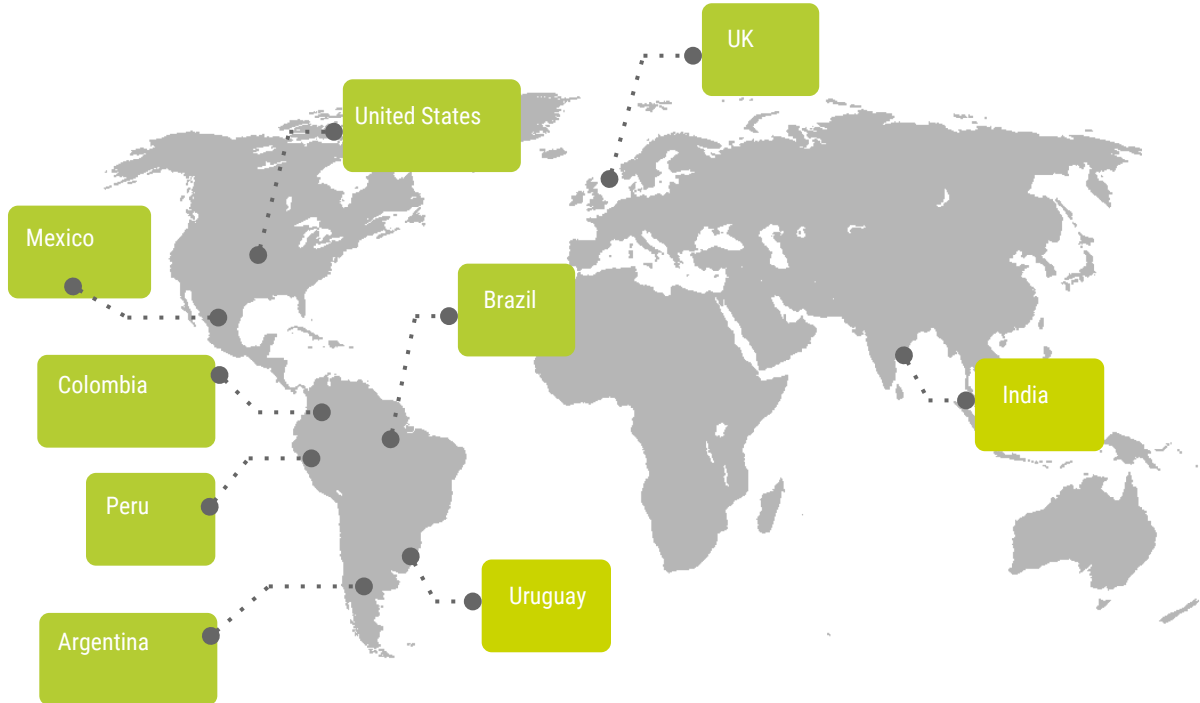 UK
United States
Mexico
Brazil
Colombia
India
Peru
Uruguay
Argentina